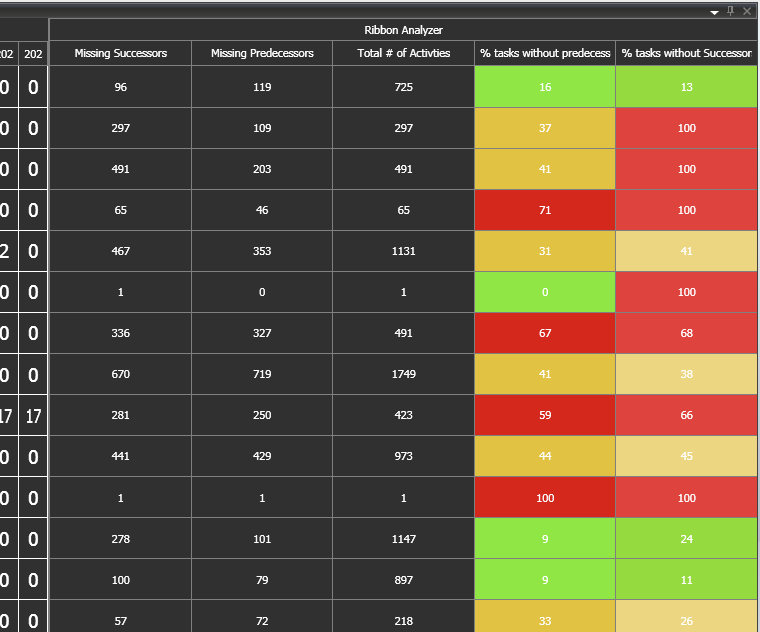 Ribbon Analyzer
202 202 Missing Successors Missing Predecessors Total # of Activties % tasks without predecess % tasks without Successor
0 0 96 119 725 16 13
0 0 297 109 297 37 100
0 0 491 203 491 41 100
0 0 65 46 65 71 100
2 0 467 353 1131 31 41
0 0 1 0 1 0 100
0 0 336 327 491 67 68
0 0 670 719 1749 41 38
17 17 281 250 423 59 66
0 0 441 429 973 44 45
0 0 1 1 1 100 100
0 0 278 101 1147 9 24
0 0 100 79 897 9 11
0 0 57 72 218 33 26